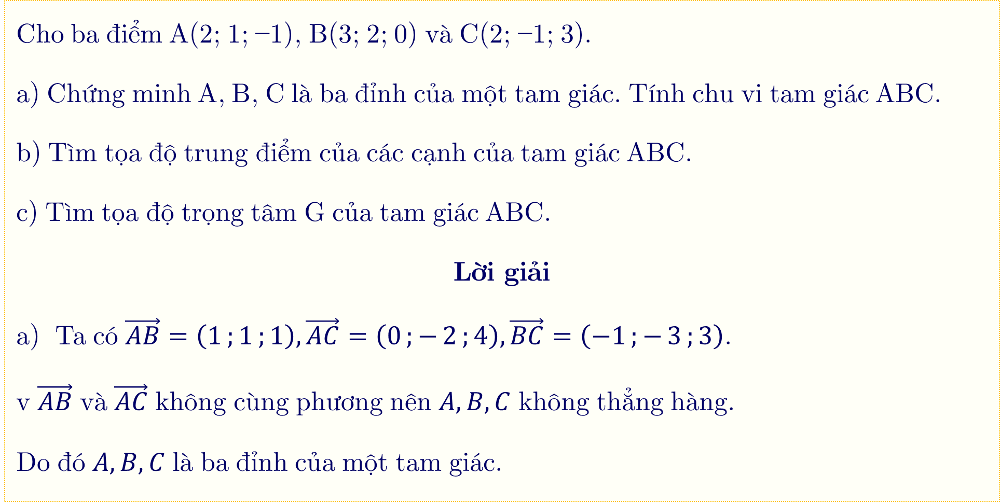 Cho ba điểm A(2; 1; −1), B(3; 2; 0) và C(2; −1; 3).
a) Chứng minh A, B, C là ba đỉnh của một tam giác. Tính chu vi tam giác ABC.
b) Tìm tọa độ trung điểm của các cạnh của tam giác ABC.
c) Tìm tọa độ trọng tâm G của tam giác ABC.
Lời giải
a) Ta có $\overrightarrow{AB} = (1;1;1), \overrightarrow{AC} = (0;-2;4), \overrightarrow{BC} = (-1;-3;3)$.
v $\overrightarrow{AB}$ và $\overrightarrow{AC}$ không cùng phương nên A, B, C không thẳng hàng.
Do đó A, B, C là ba đỉnh của một tam giác.